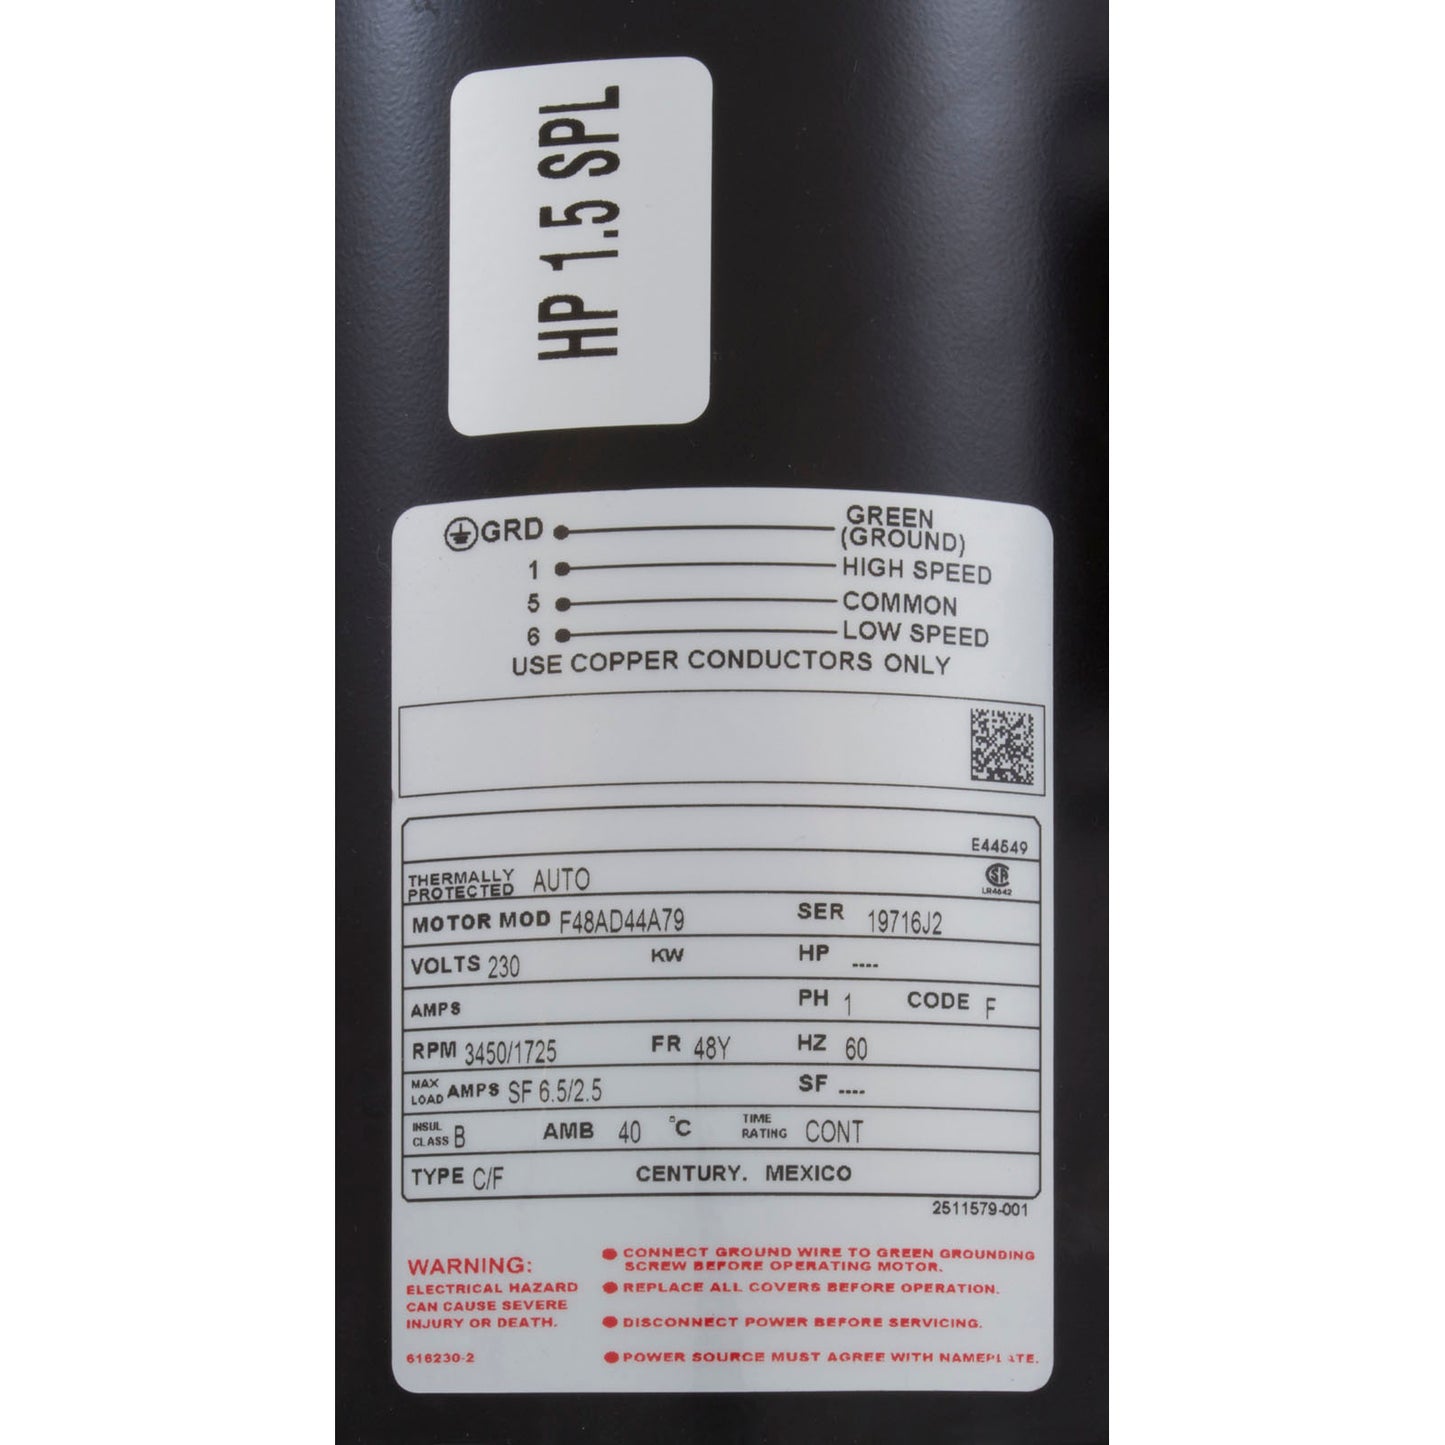 HP 1.5 SPL
GRD GREEN
(GROUND)
1 HIGH SPEED
5 COMMON
6 LOW SPEED
USE COPPER CONDUCTORS ONLY
E44549
THERMALLY
PROTECTED AUTO
LR4642
MOTOR MOD F48AD44A79 SER 19716J2
VOLTS 230 KW HP ----
AMPS PH 1 CODE F
RPM 3450/1725 FR 48Y HZ 60
MAX
LOAD AMPS SF 6.5/2.5 SF ----
INSUL
CLASS B AMB 40 °C TIME
RATING CONT
TYPE C/F CENTURY. MEXICO
2511579-001
WARNING:
ELECTRICAL HAZARD
CAN CAUSE SEVERE
INJURY OR DEATH.
616230-2
● CONNECT GROUND WIRE TO GREEN GROUNDING
SCREW BEFORE OPERATING MOTOR.
● REPLACE ALL COVERS BEFORE OPERATION.
● DISCONNECT POWER BEFORE SERVICING.
● POWER SOURCE MUST AGREE WITH NAMEPLATE.